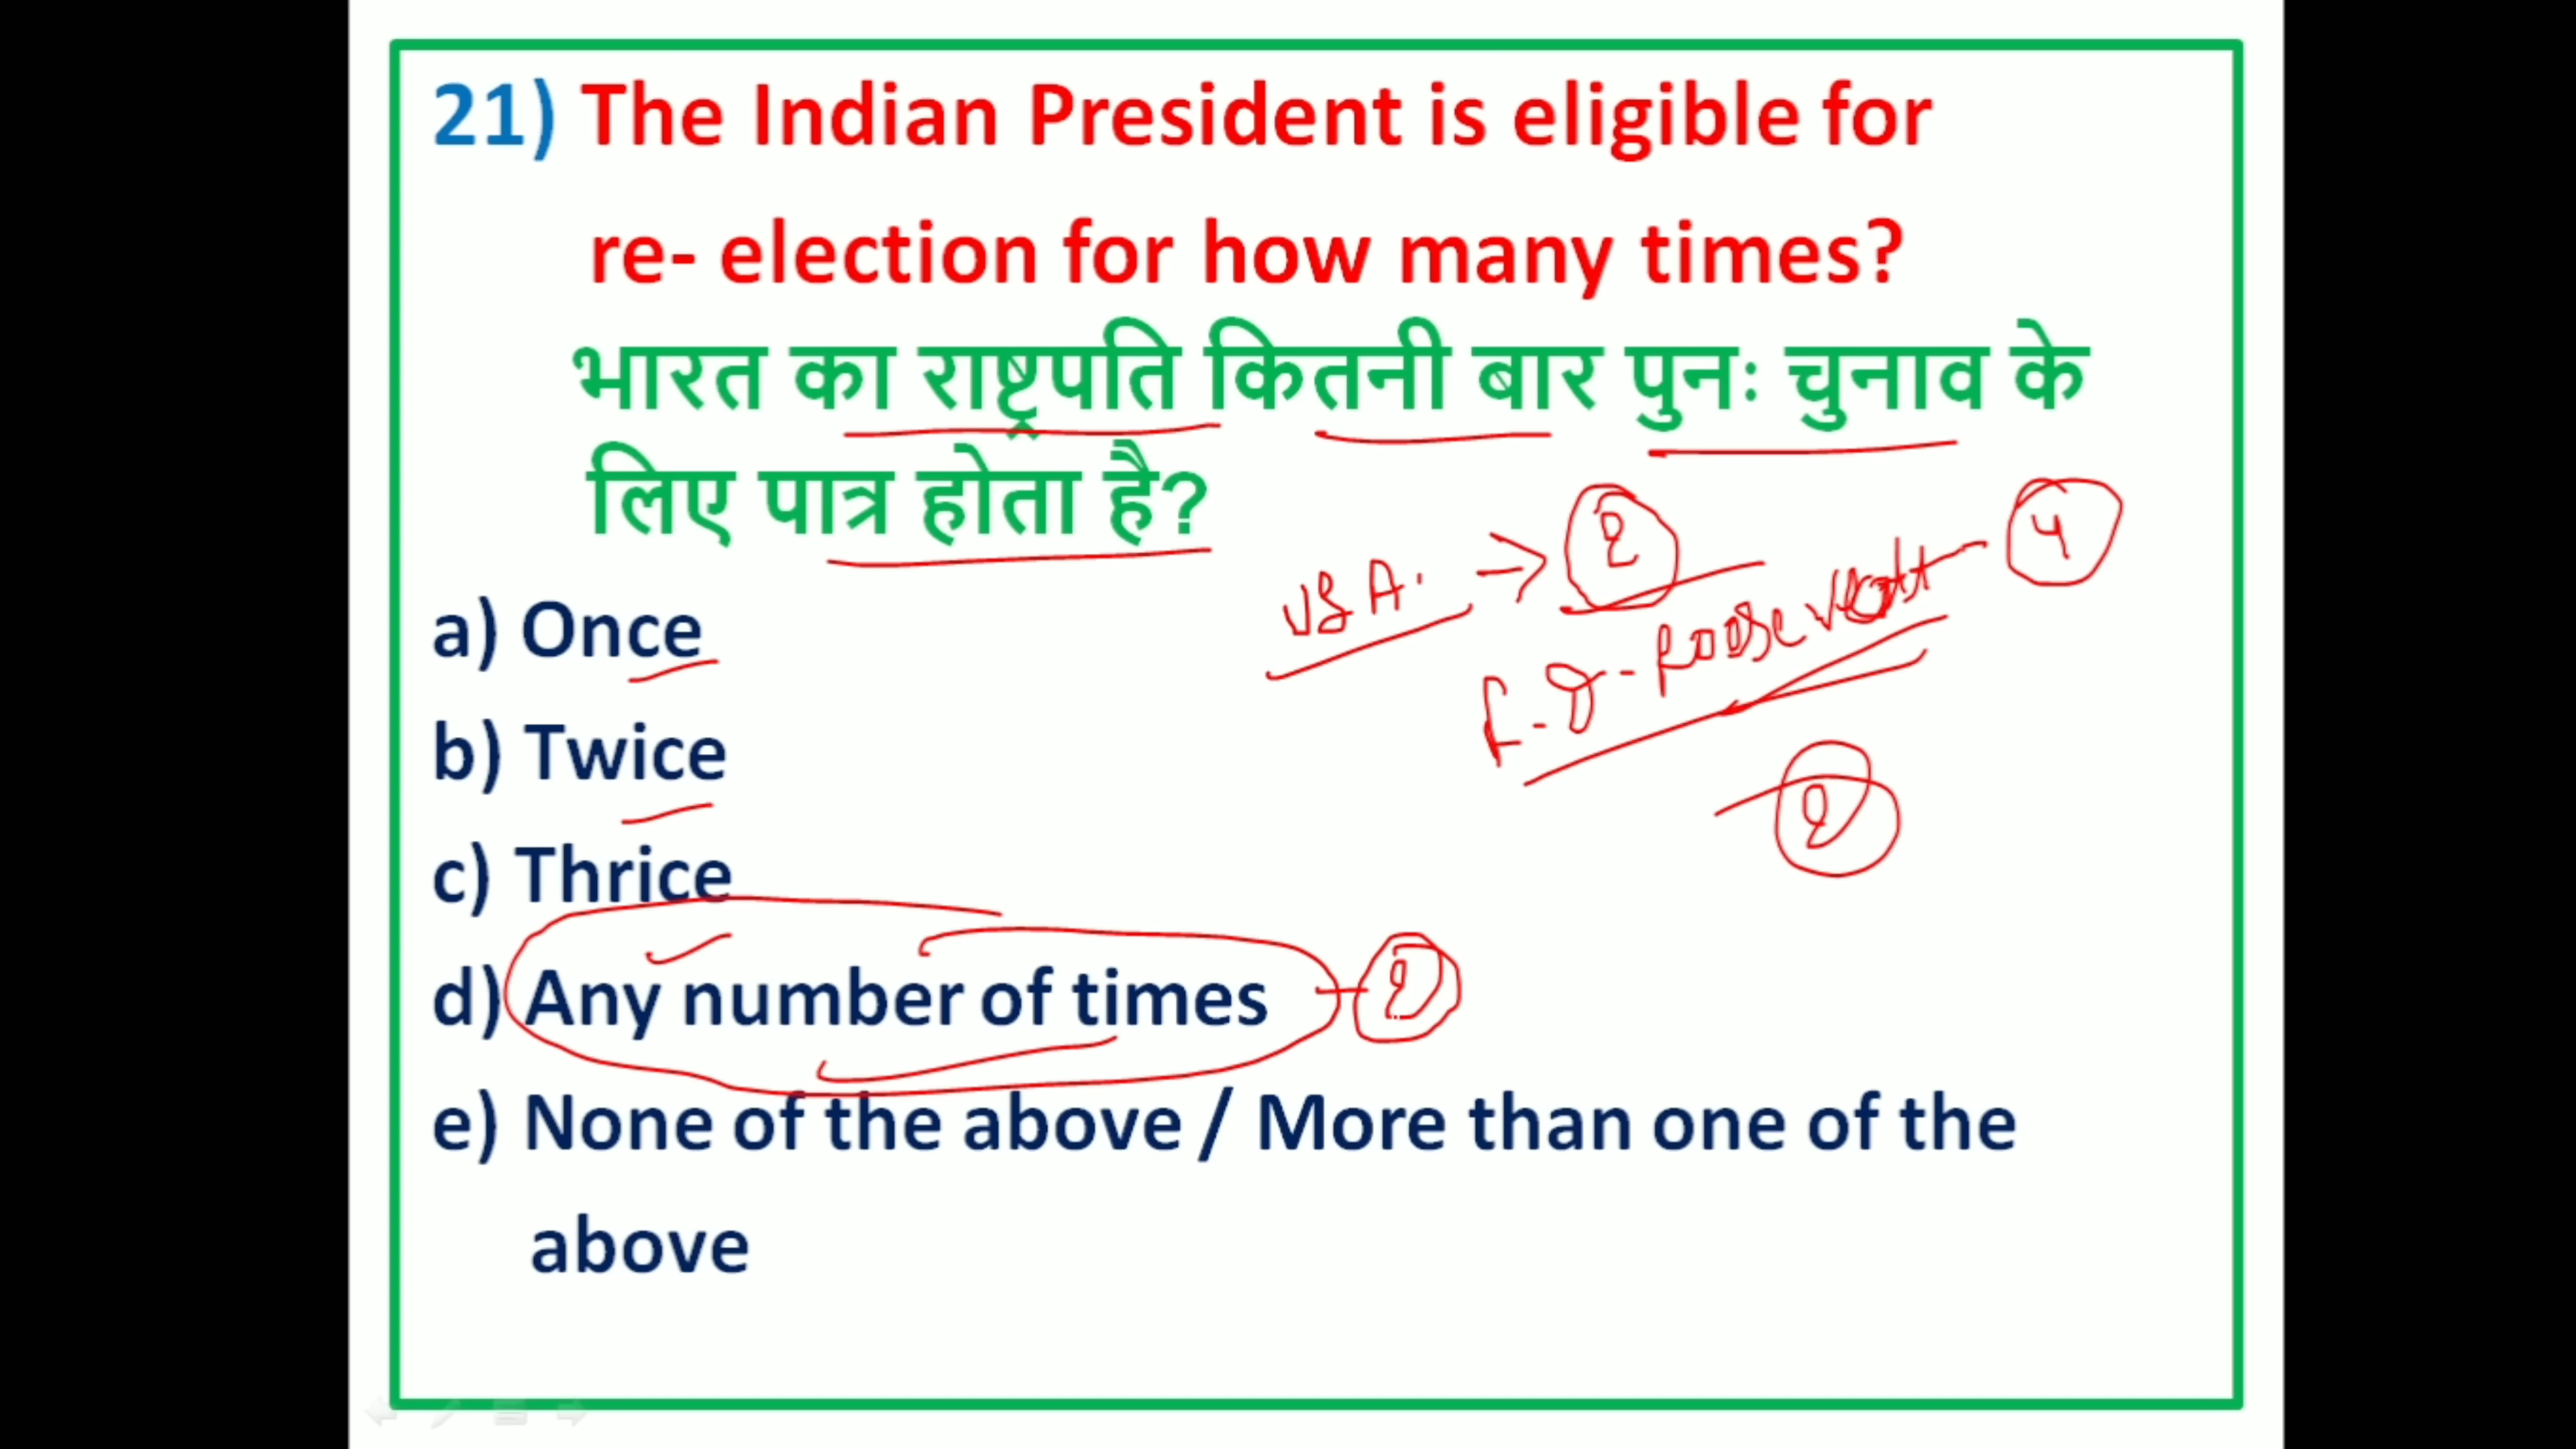 21) The Indian President is eligible for
re- election for how many times?
भारत का राष्ट्रपति कितनी बार पुनः चुनाव के
लिए पात्र होता है?
USA. → 2
F-D-Roosevelt - 4
2
a) Once
b) Twice
c) Thrice
d) Any number of times - 2
e) None of the above / More than one of the
above